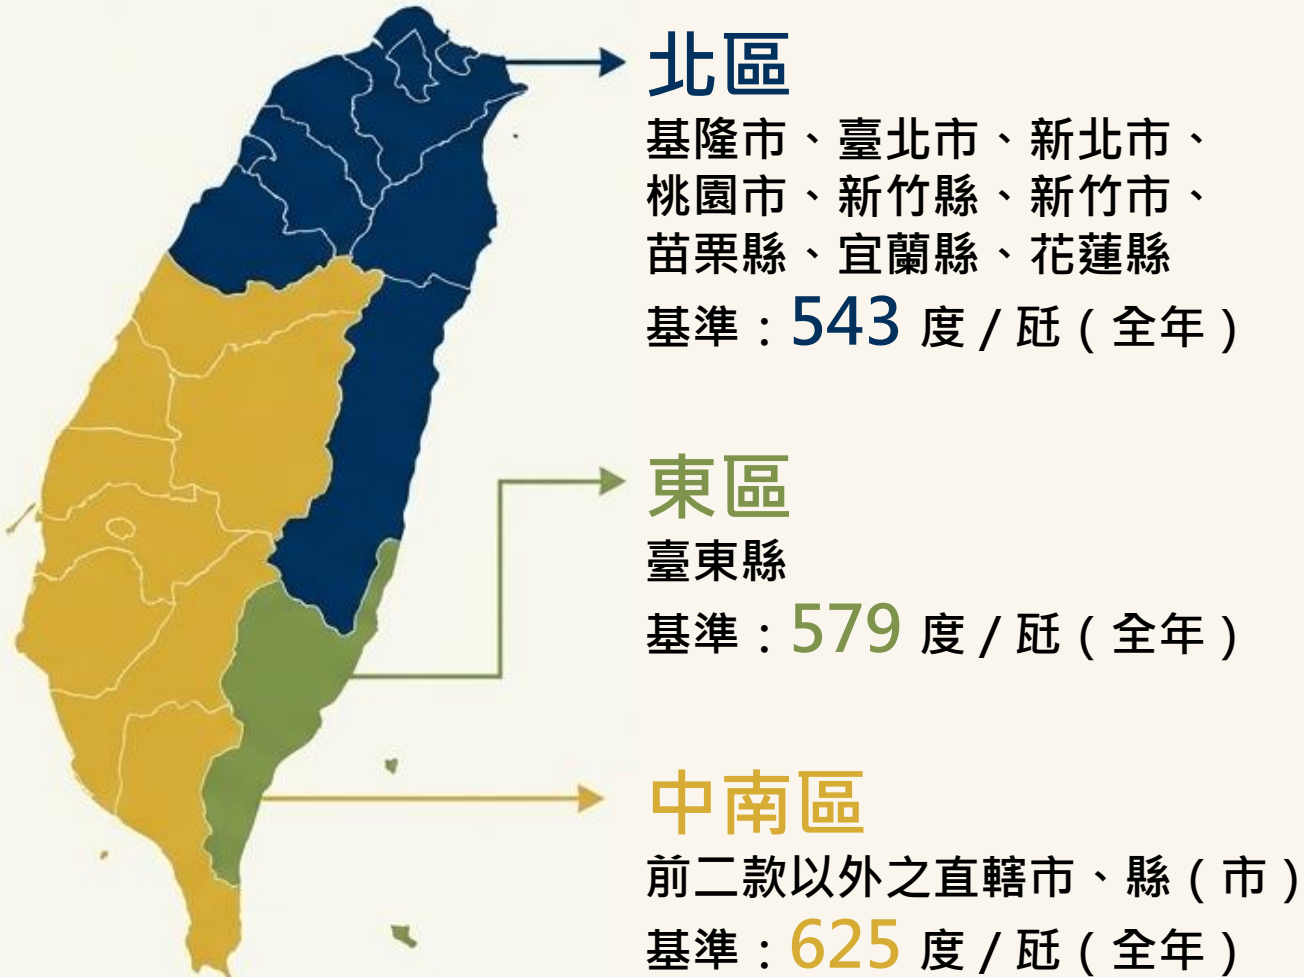 北區
基隆市、臺北市、新北市、
桃園市、新竹縣、新竹市、
苗栗縣、宜蘭縣、花蓮縣
基準：543 度/瓩（全年）
東區
臺東縣
基準：579 度/瓩（全年）
中南區
前二款以外之直轄市、縣（市）
基準：625 度/瓩（全年）